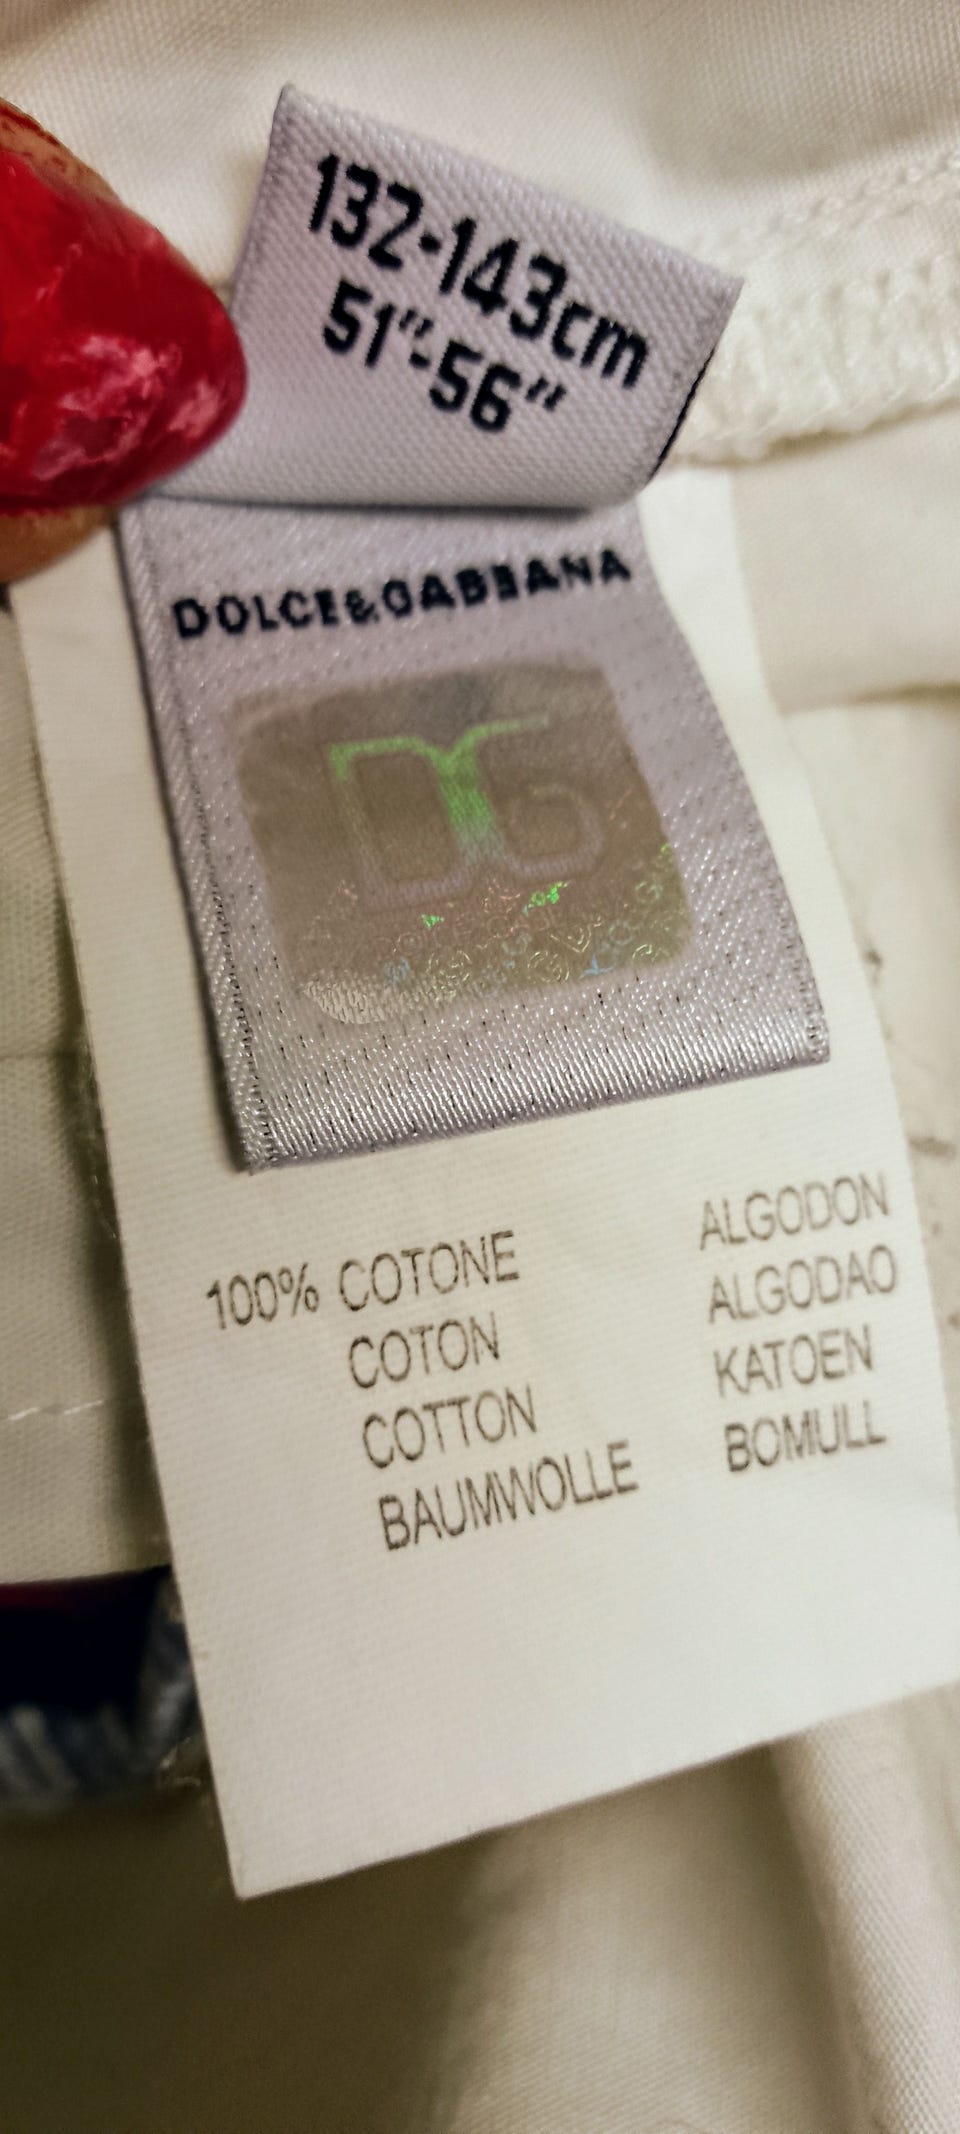 132-143cm
51"-56"
DOLCE&GABBANA
DG
100% COTONE
COTON
COTTON
BAUMWOLLE
ALGODON
ALGODAO
KATOEN
BOMULL